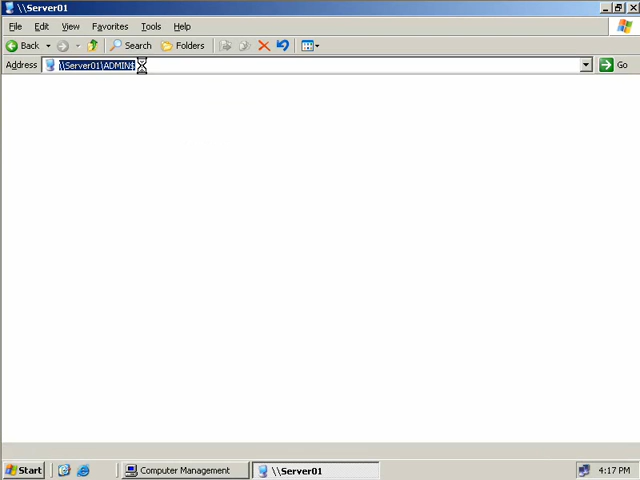 \\Server01
File Edit View Favorites Tools Help
Back Search Folders
Address \\Server01\ADMIN$ Go
Start Computer Management \\Server01 4:17 PM